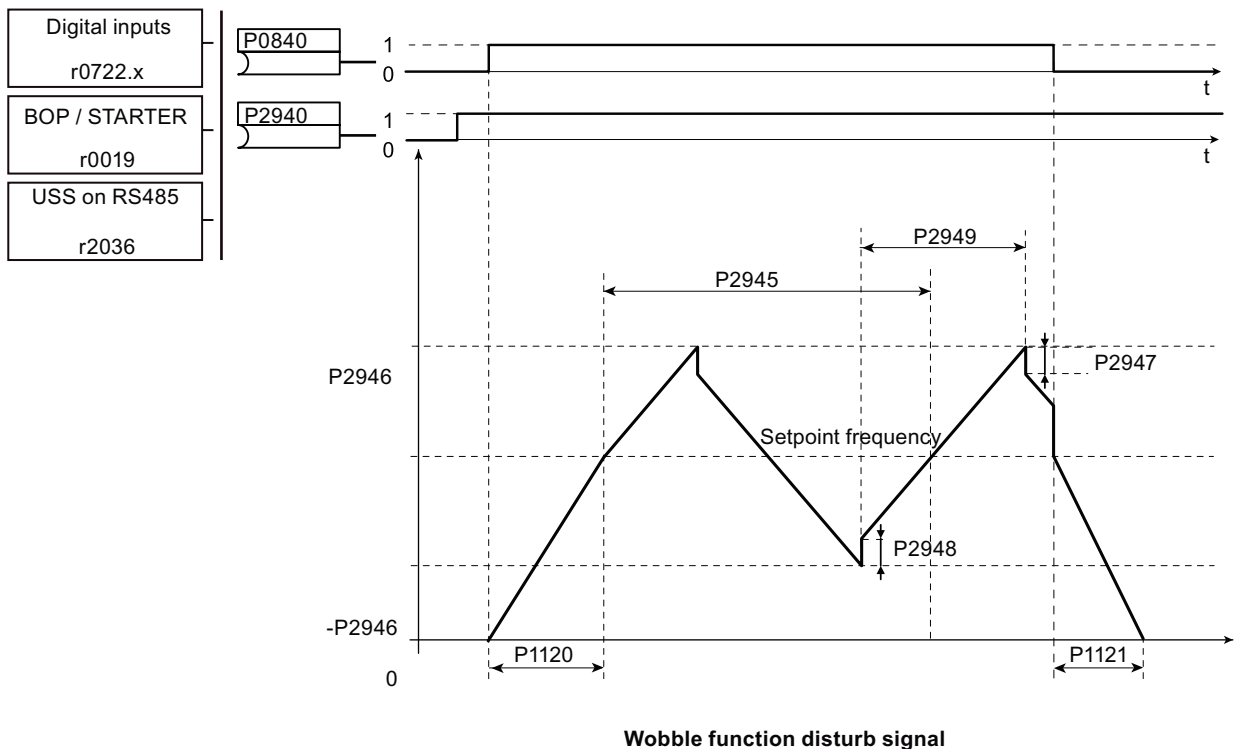 Digital inputs
r0722.x
BOP / STARTER
r0019
USS on RS485
r2036
P0840
1
0
t
P2940
1
0
t
P2949
P2945
P2946
P2947
Setpoint frequency
P2948
-P2946
P1120
P1121
0
Wobble function disturb signal